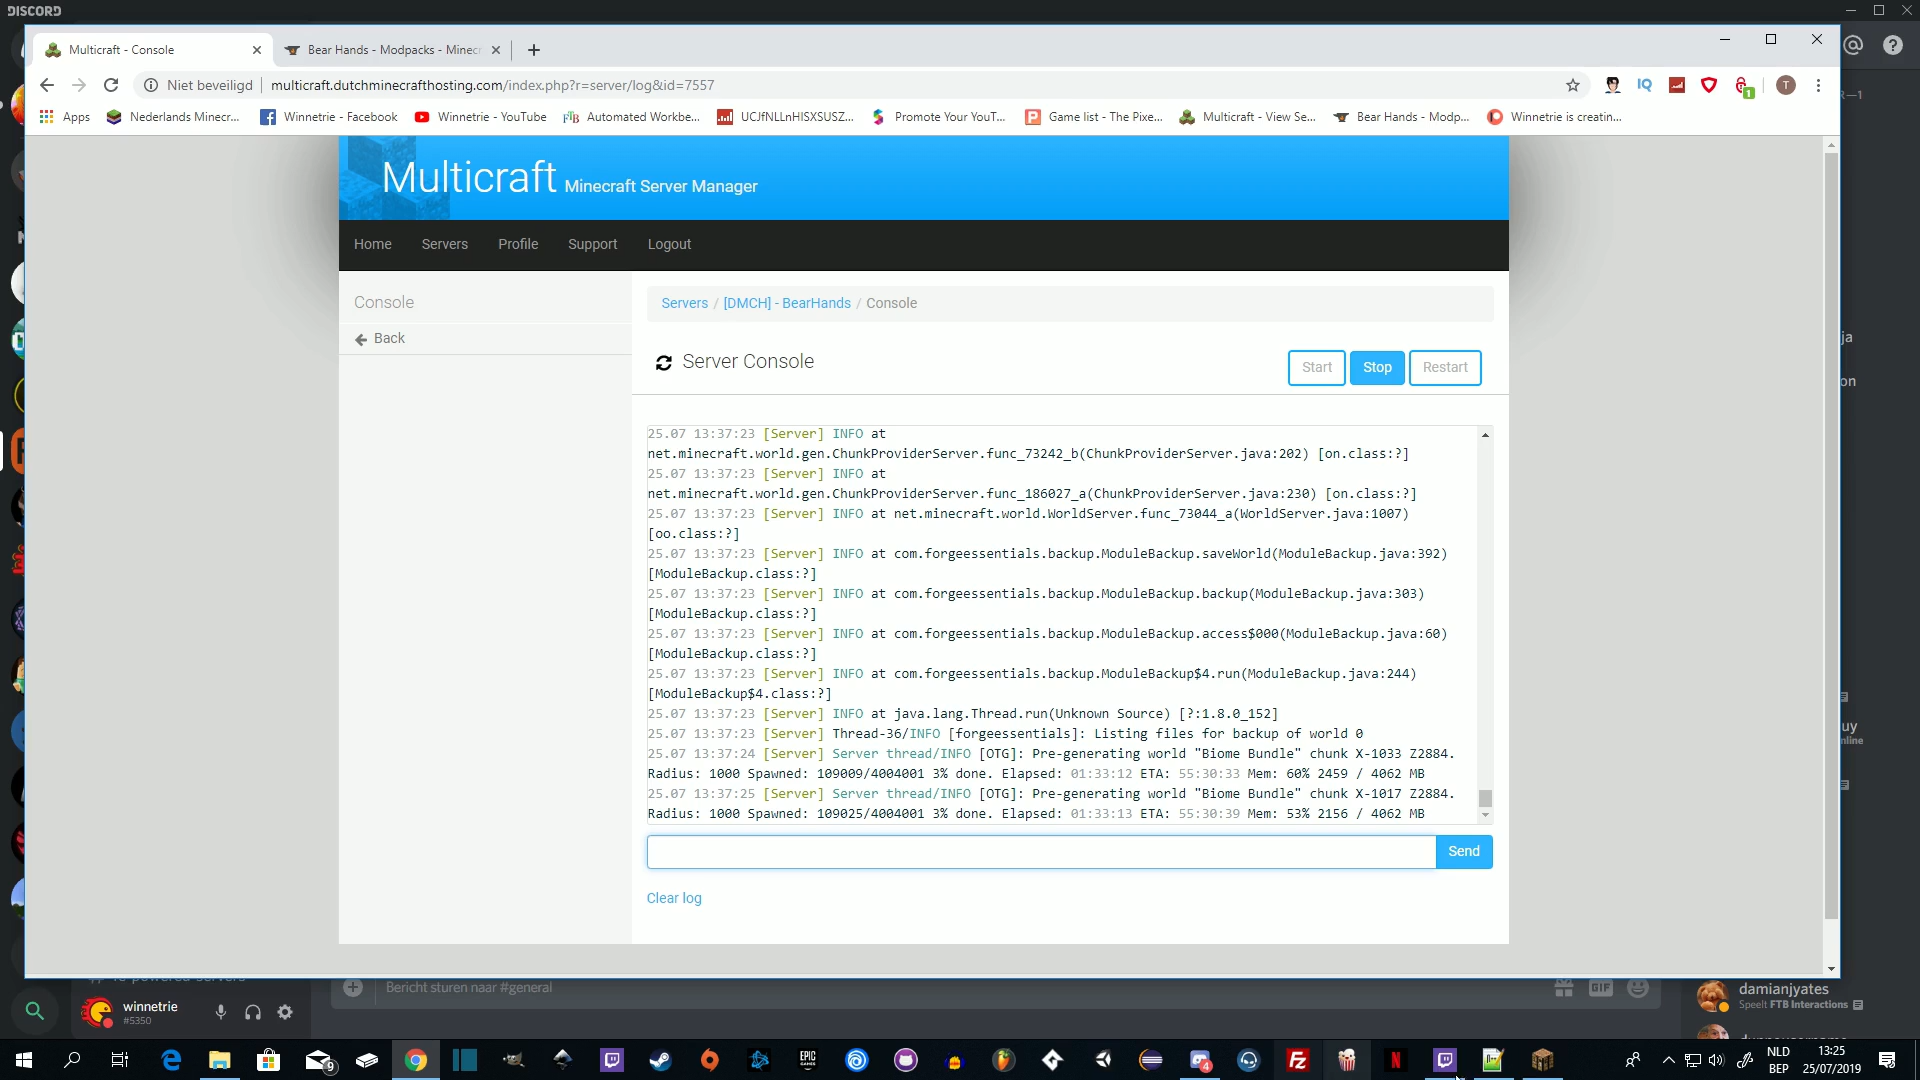 DISCORD
Multicraft - Console
Bear Hands - Modpacks - Minecr
Niet beveiligd
multicraft.dutchminecrafthosting.com/index.php?r=server/log&id=7557
Apps
Nederlands Minecr...
Winnetrie - Facebook
Winnetrie - YouTube
Automated Workbe...
UCJfNLLnHISXSUSZ...
Promote Your YouT...
Game list - The Pixe...
Multicraft - View Se...
Bear Hands - Modp...
Winnetrie is creatin...
Multicraft Minecraft Server Manager
Home
Servers
Profile
Support
Logout
Console
Back
Servers / [DMCH] - BearHands / Console
Server Console
Start
Stop
Restart
25.07 13:37:23 [Server] INFO at
net.minecraft.world.gen.ChunkProviderServer.func_73242_b(ChunkProviderServer.java:202) [on.class:?]
25.07 13:37:23 [Server] INFO at
net.minecraft.world.gen.ChunkProviderServer.func_186027_a(ChunkProviderServer.java:230) [on.class:?]
25.07 13:37:23 [Server] INFO at net.minecraft.world.WorldServer.func_73044_a(WorldServer.java:1007)
[oo.class:?]
25.07 13:37:23 [Server] INFO at com.forgeessentials.backup.ModuleBackup.saveWorld(ModuleBackup.java:392)
[ModuleBackup.class:?]
25.07 13:37:23 [Server] INFO at com.forgeessentials.backup.ModuleBackup.backup(ModuleBackup.java:303)
[ModuleBackup.class:?]
25.07 13:37:23 [Server] INFO at com.forgeessentials.backup.ModuleBackup.access$000(ModuleBackup.java:60)
[ModuleBackup.class:?]
25.07 13:37:23 [Server] INFO at com.forgeessentials.backup.ModuleBackup$4.run(ModuleBackup.java:244)
[ModuleBackup$4.class:?]
25.07 13:37:23 [Server] INFO at java.lang.Thread.run(Unknown Source) [?:1.8.0_152]
25.07 13:37:23 [Server] Thread-36/INFO [forgeessentials]: Listing files for backup of world 0
25.07 13:37:24 [Server] Server thread/INFO [OTG]: Pre-generating world "Biome Bundle" chunk X-1033 Z2884.
Radius: 1000 Spawned: 109009/4004001 3% done. Elapsed: 01:33:12 ETA: 55:30:33 Mem: 60% 2459 / 4062 MB
25.07 13:37:25 [Server] Server thread/INFO [OTG]: Pre-generating world "Biome Bundle" chunk X-1017 Z2884.
Radius: 1000 Spawned: 109025/4004001 3% done. Elapsed: 01:33:13 ETA: 55:30:39 Mem: 53% 2156 / 4062 MB
Send
Clear log
Bericht sturen naar #general
GIF
winnetrie
#5350
damianjyates
Speelt FTB Interactions
NLD
BEP
13:25
25/07/2019